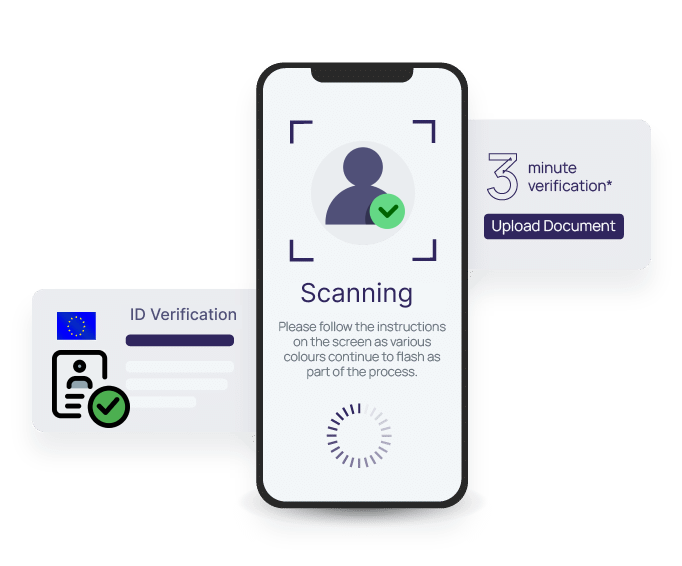 3
minute
verification*
Upload Document
ID Verification
Scanning
Please follow the instructions
on the screen as various
colours continue to flash as
part of the process.